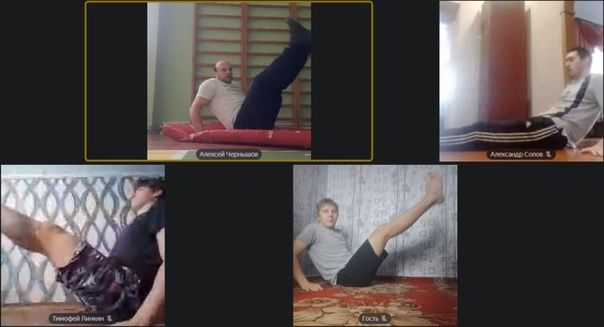 Алексей Чернышов
Александр Сопов
Тимофей Линкин
Гость